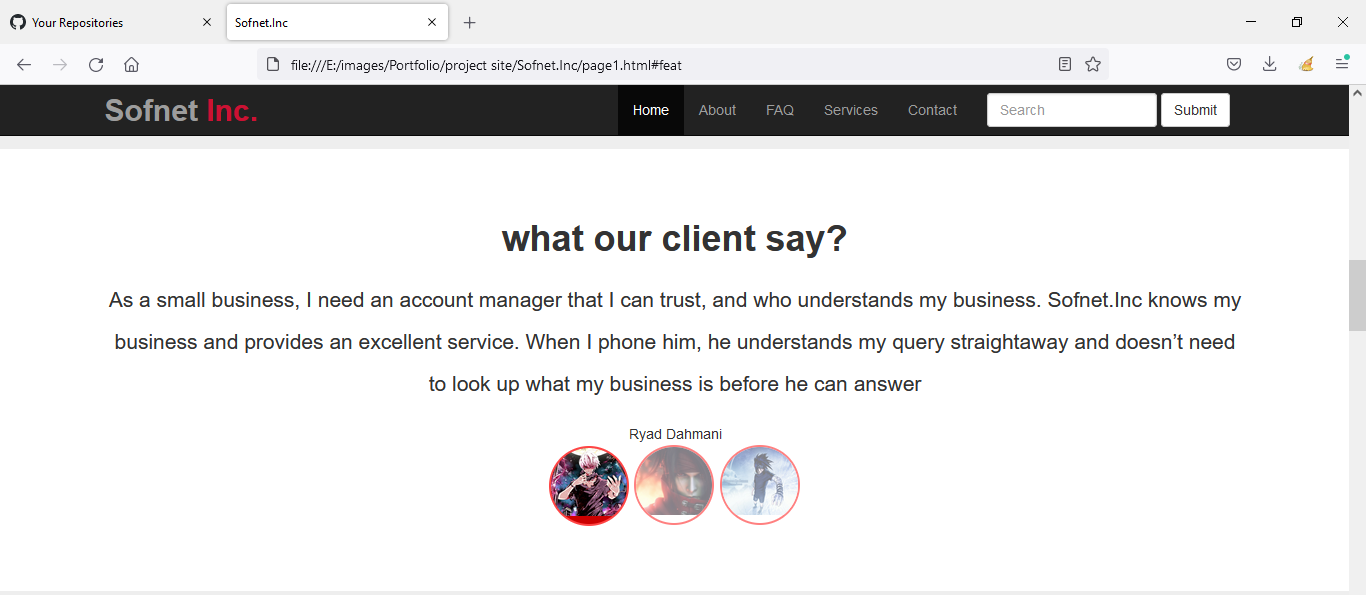 Your Repositories
Sofnet.Inc
file:///E:/images/Portfolio/project site/Sofnet.Inc/page1.html#feat
Sofnet Inc. Home About FAQ Services Contact Search Submit
what our client say?
As a small business, I need an account manager that I can trust, and who understands my business. Sofnet.Inc knows my
business and provides an excellent service. When I phone him, he understands my query straightaway and doesn’t need
to look up what my business is before he can answer
Ryad Dahmani